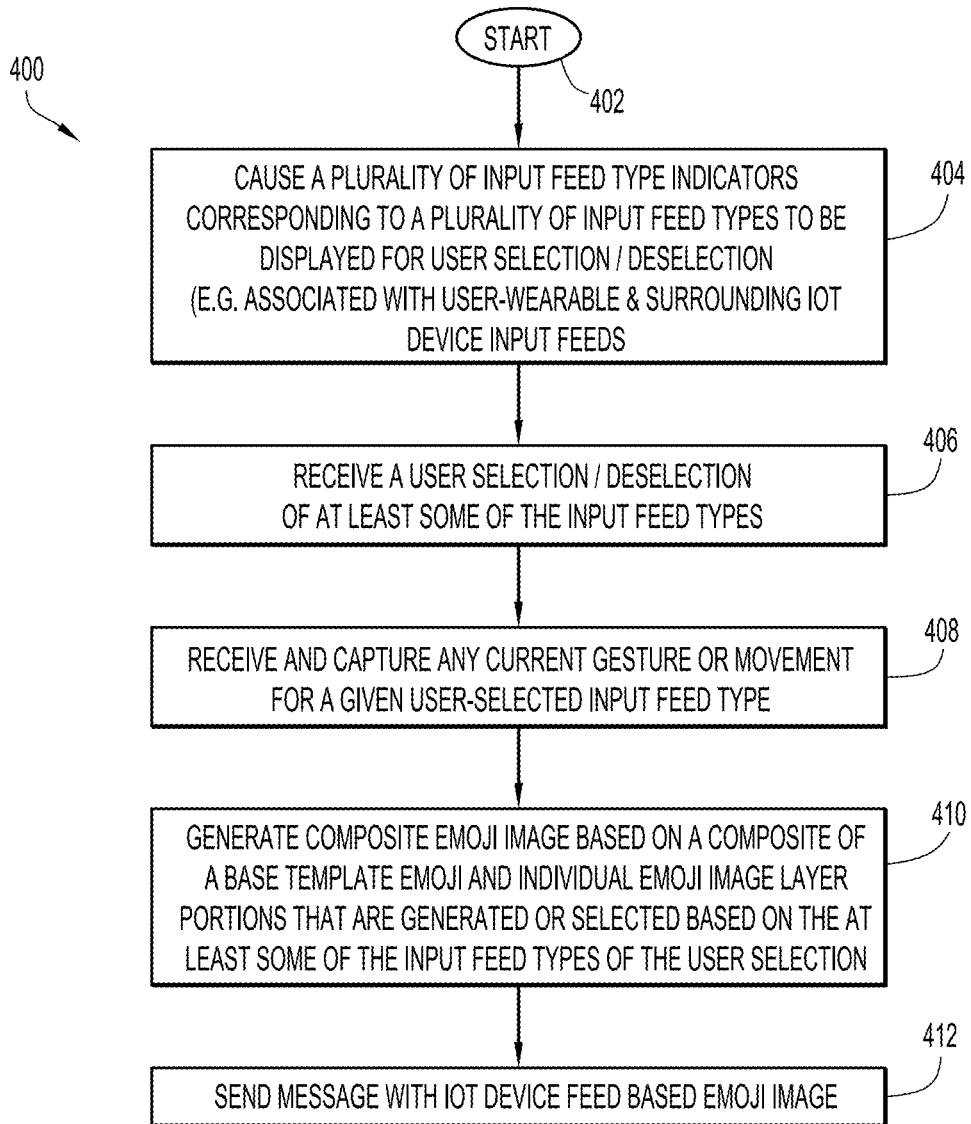 START
400
402
CAUSE A PLURALITY OF INPUT FEED TYPE INDICATORS
CORRESPONDING TO A PLURALITY OF INPUT FEED TYPES TO BE
DISPLAYED FOR USER SELECTION / DESELECTION
(E.G. ASSOCIATED WITH USER-WEARABLE & SURROUNDING IOT
DEVICE INPUT FEEDS
404
RECEIVE A USER SELECTION / DESELECTION
OF AT LEAST SOME OF THE INPUT FEED TYPES
406
RECEIVE AND CAPTURE ANY CURRENT GESTURE OR MOVEMENT
FOR A GIVEN USER-SELECTED INPUT FEED TYPE
408
GENERATE COMPOSITE EMOJI IMAGE BASED ON A COMPOSITE OF
A BASE TEMPLATE EMOJI AND INDIVIDUAL EMOJI IMAGE LAYER
PORTIONS THAT ARE GENERATED OR SELECTED BASED ON THE AT
LEAST SOME OF THE INPUT FEED TYPES OF THE USER SELECTION
410
SEND MESSAGE WITH IOT DEVICE FEED BASED EMOJI IMAGE
412